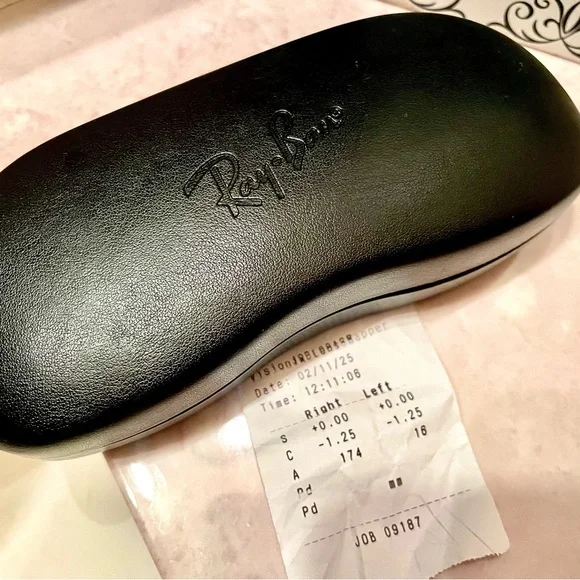 Ray-Ban
Date: 02/11/25
Time: 12:11:06
Right Left
S +0.00 +0.00
C -1.25 -1.25
A 174 16
Pd
Pd
JOB 09187